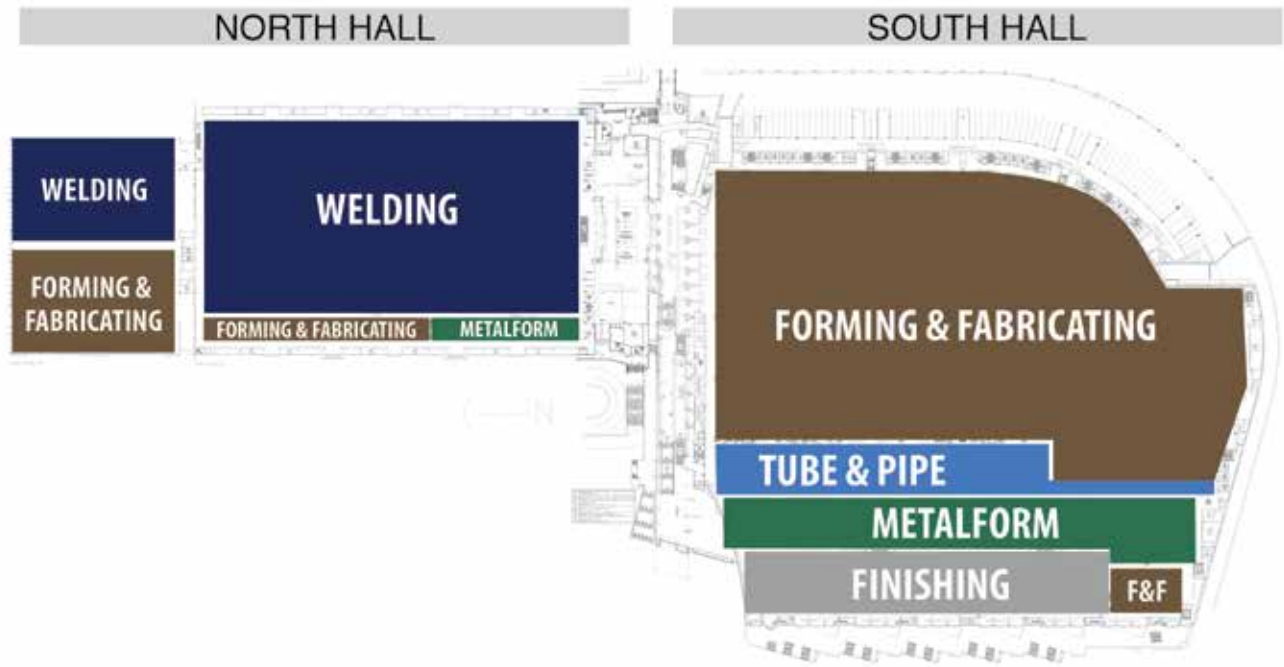 NORTH HALL
SOUTH HALL
WELDING
FORMING &
FABRICATING
WELDING
FORMING & FABRICATING
METALFORM
FORMING & FABRICATING
TUBE & PIPE
METALFORM
FINISHING
F&F
N